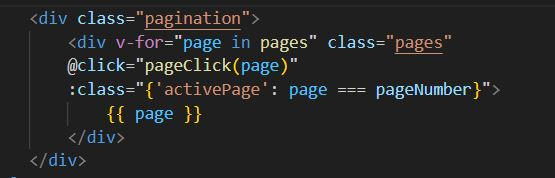 <div class="pagination">
<div v-for="page in pages" class="pages"
@click="pageClick(page)"
:class="{'activePage': page === pageNumber}">
{{ page }}
</div>
</div>